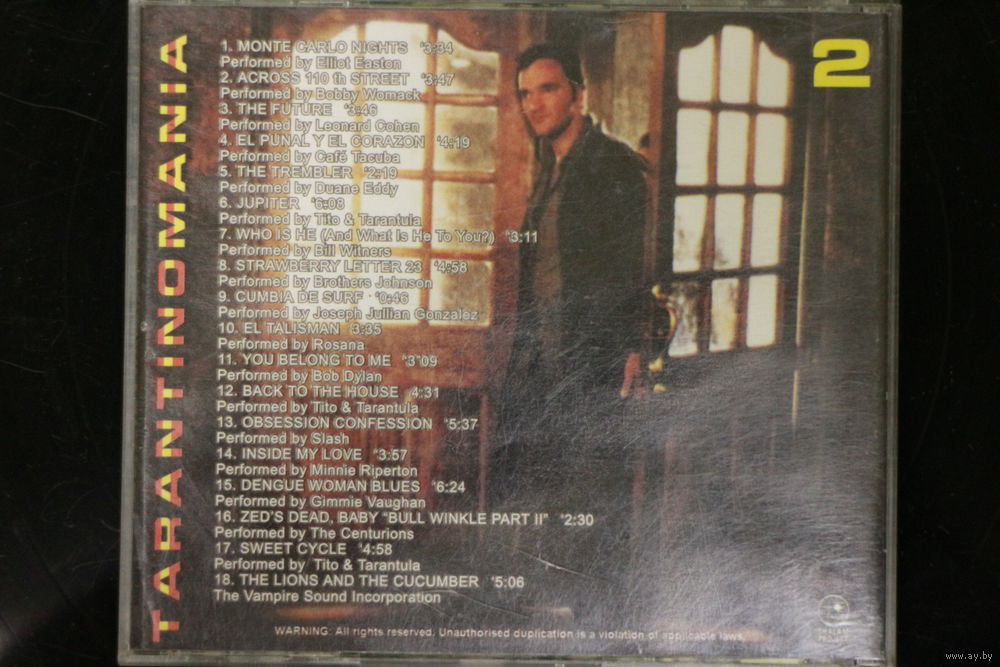 TARANTINOMANIA
2
1. MONTE CARLO NIGHTS '3:34
Performed by Elliot Easton
2. ACROSS 110 th STREET '3:47
Performed by Bobby Womack
3. THE FUTURE '3:46
Performed by Leonard Cohen
4. EL PUNAL Y EL CORAZON '4:19
Performed by Café Tacuba
5. THE TREMBLER '2:19
Performed by Duane Eddy
6. JUPITER '6:08
Performed by Tito & Tarantula
7. WHO IS HE (And What Is He To You?) '3:11
Performed by Bill Witners
8. STRAWBERRY LETTER 23 '4:58
Performed by Brothers Johnson
9. CUMBIA DE SURF '0:46
Performed by Joseph Jullian Gonzalez
10. EL TALISMAN 3:35
Performed by Rosana
11. YOU BELONG TO ME '3"09
Performed by Bob Dylan
12. BACK TO THE HOUSE 4:31
Performed by Tito & Tarantula
13. OBSESSION CONFESSION '5:37
Performed by Slash
14. INSIDE MY LOVE '3:57
Performed by Minnie Riperton
15. DENGUE WOMAN BLUES '6:24
Performed by Gimmie Vaughan
16. ZED'S DEAD, BABY "BULL WINKLE PART II" '2:30
Performed by The Centurions
17. SWEET CYCLE '4:58
Performed by Tito & Tarantula
18. THE LIONS AND THE CUCUMBER '5:06
The Vampire Sound Incorporation
WARNING: All rights reserved. Unauthorised duplication is a violation of applicable laws.
www.ay.by